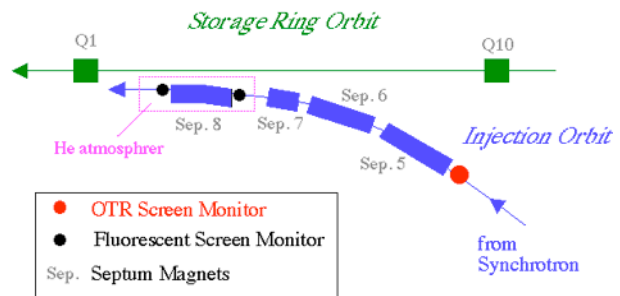 Storage Ring Orbit
Q1
Q10
Sep. 6
Sep. 8
Sep. 7
Injection Orbit
He atmosphrer
Sep. 5
OTR Screen Monitor
Fluorescent Screen Monitor
from
Sep. Septum Magnets
Synchrotron